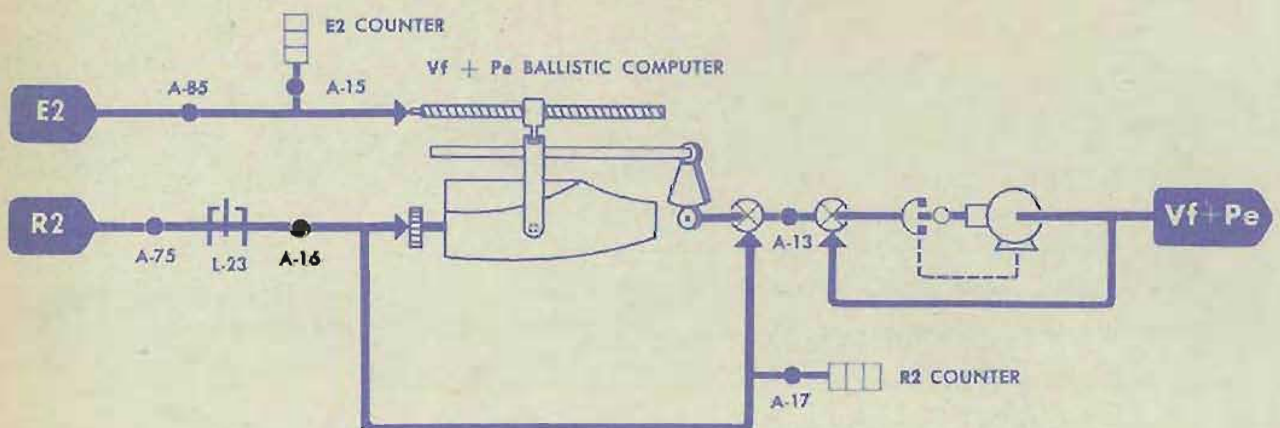 E2 COUNTER
Vf + Pe BALLISTIC COMPUTER
A-85
A-15
E2
R2
A-75
L-23
A-16
A-13
Vf+Pe
R2 COUNTER
A-17